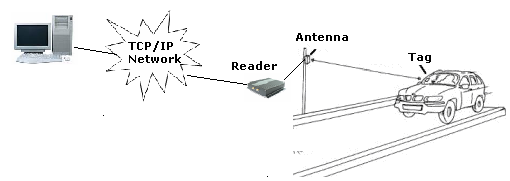 TCP/IP
Network
Reader
Antenna
Tag